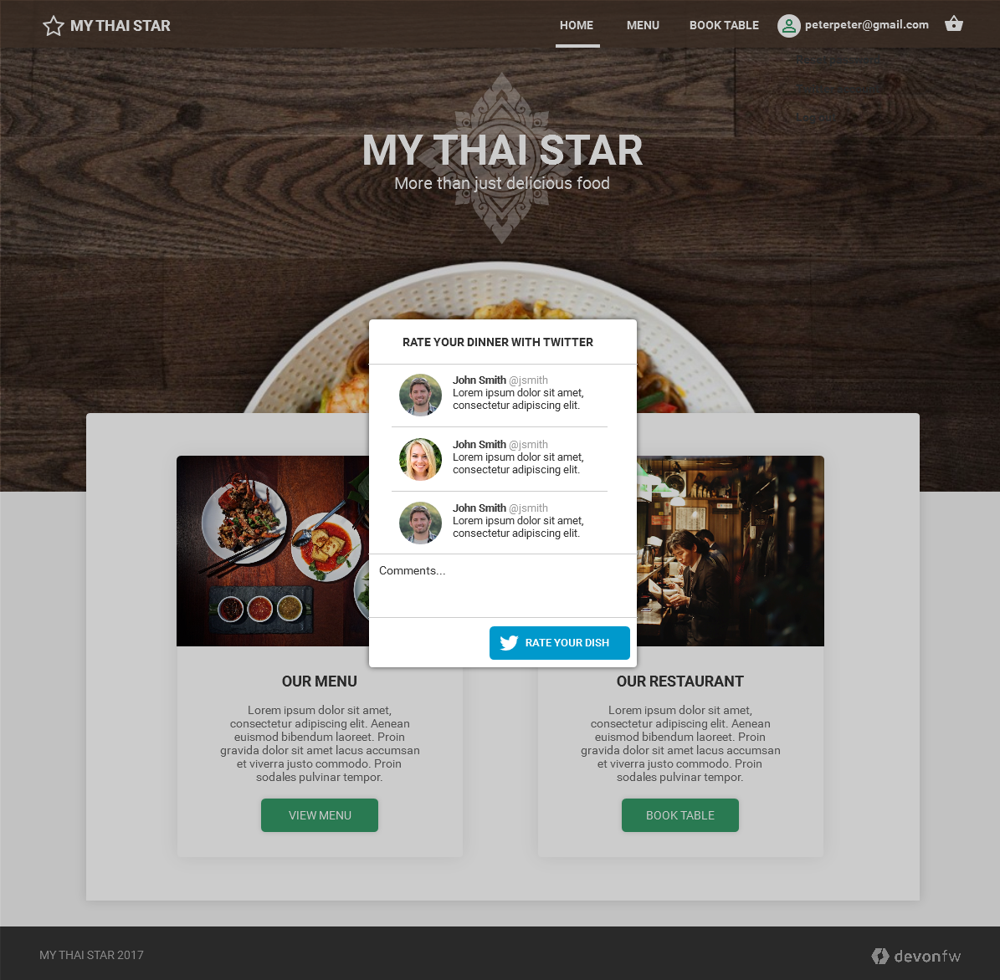 MY THAI STAR
HOME
MENU
BOOK TABLE
peterpeter@gmail.com
MY THAI STAR
More than just delicious food
RATE YOUR DINNER WITH TWITTER
John Smith @jsmith
Lorem ipsum dolor sit amet,
consectetur adipiscing elit.
John Smith @jsmith
Lorem ipsum dolor sit amet,
consectetur adipiscing elit.
John Smith @jsmith
Lorem ipsum dolor sit amet,
consectetur adipiscing elit.
Comments...
RATE YOUR DISH
OUR MENU
Lorem ipsum dolor sit amet,
consectetur adipiscing elit. Aenean
euismod bibendum laoreet. Proin
gravida dolor sit amet lacus accumsan
et viverra justo commodo. Proin
sodales pulvinar tempor.
VIEW MENU
OUR RESTAURANT
Lorem ipsum dolor sit amet,
consectetur adipiscing elit. Aenean
euismod bibendum laoreet. Proin
gravida dolor sit amet lacus accumsan
et viverra justo commodo. Proin
sodales pulvinar tempor.
BOOK TABLE
MY THAI STAR 2017
devonfw